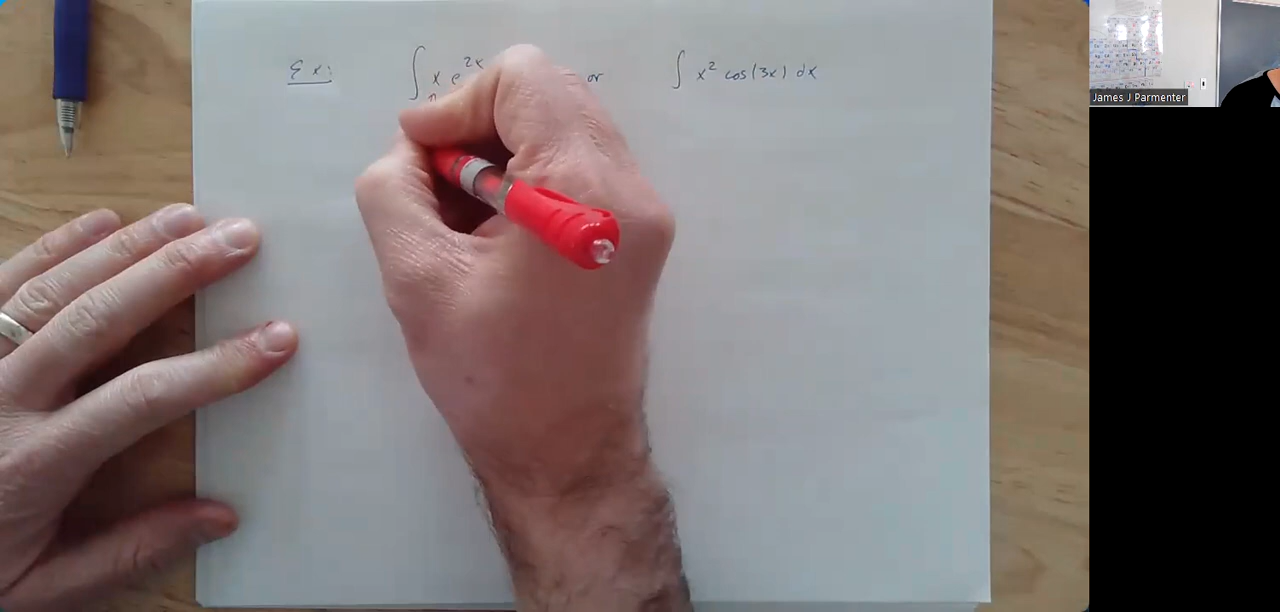 Ex: ∫ x e^2x or ∫ x² cos(3x) dx
James J Parmenter